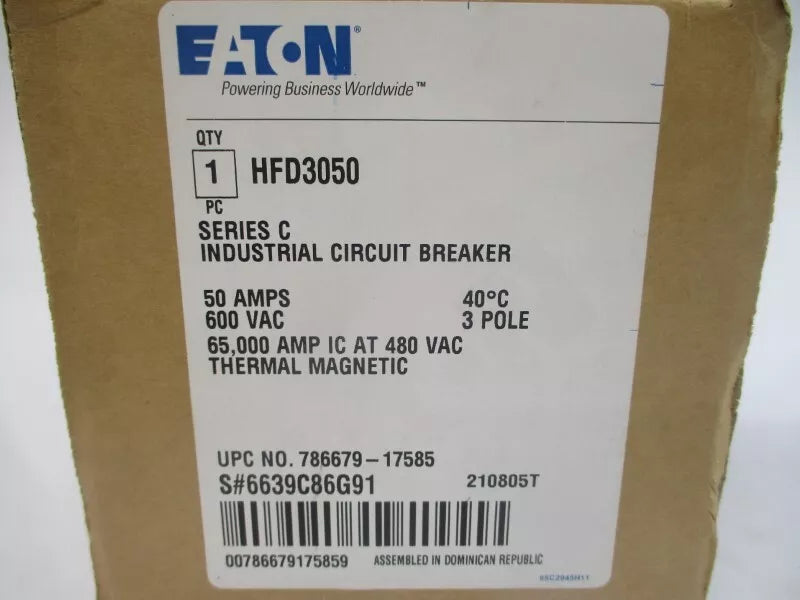 EATON®
Powering Business Worldwide™
QTY
1 HFD3050
PC
SERIES C
INDUSTRIAL CIRCUIT BREAKER
50 AMPS 40°C
600 VAC 3 POLE
65,000 AMP IC AT 480 VAC
THERMAL MAGNETIC
UPC NO. 786679-17585
S#6639C86G91 210805T
00786679175859 ASSEMBLED IN DOMINICAN REPUBLIC